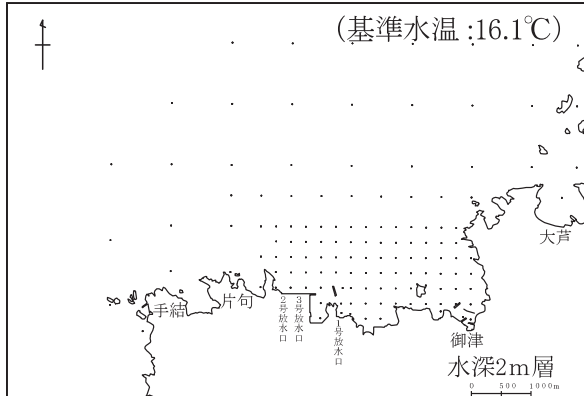 (基準水温:16.1℃)
大芦
手結
片句
2号放水口
3号放水口
1号放水口
御津
水深2m層
0 500 1000m